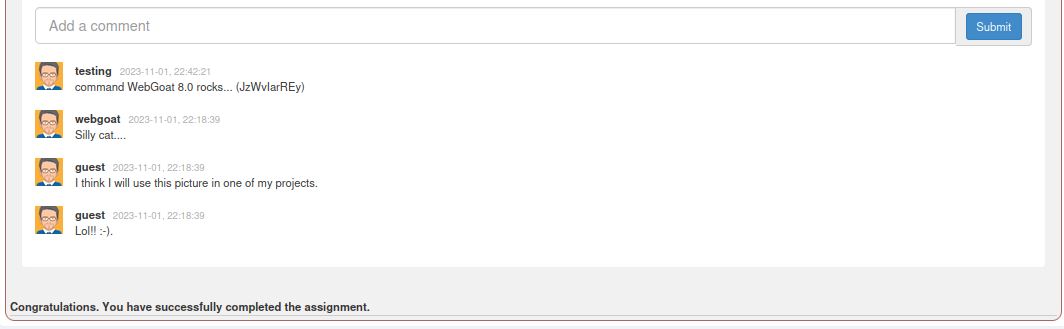 Add a comment
Submit
testing 2023-11-01, 22:42:21
command WebGoat 8.0 rocks... (JzWvIarREy)
webgoat 2023-11-01, 22:18:39
Silly cat....
guest 2023-11-01, 22:18:39
I think I will use this picture in one of my projects.
guest 2023-11-01, 22:18:39
Lol!! :-).
Congratulations. You have successfully completed the assignment.